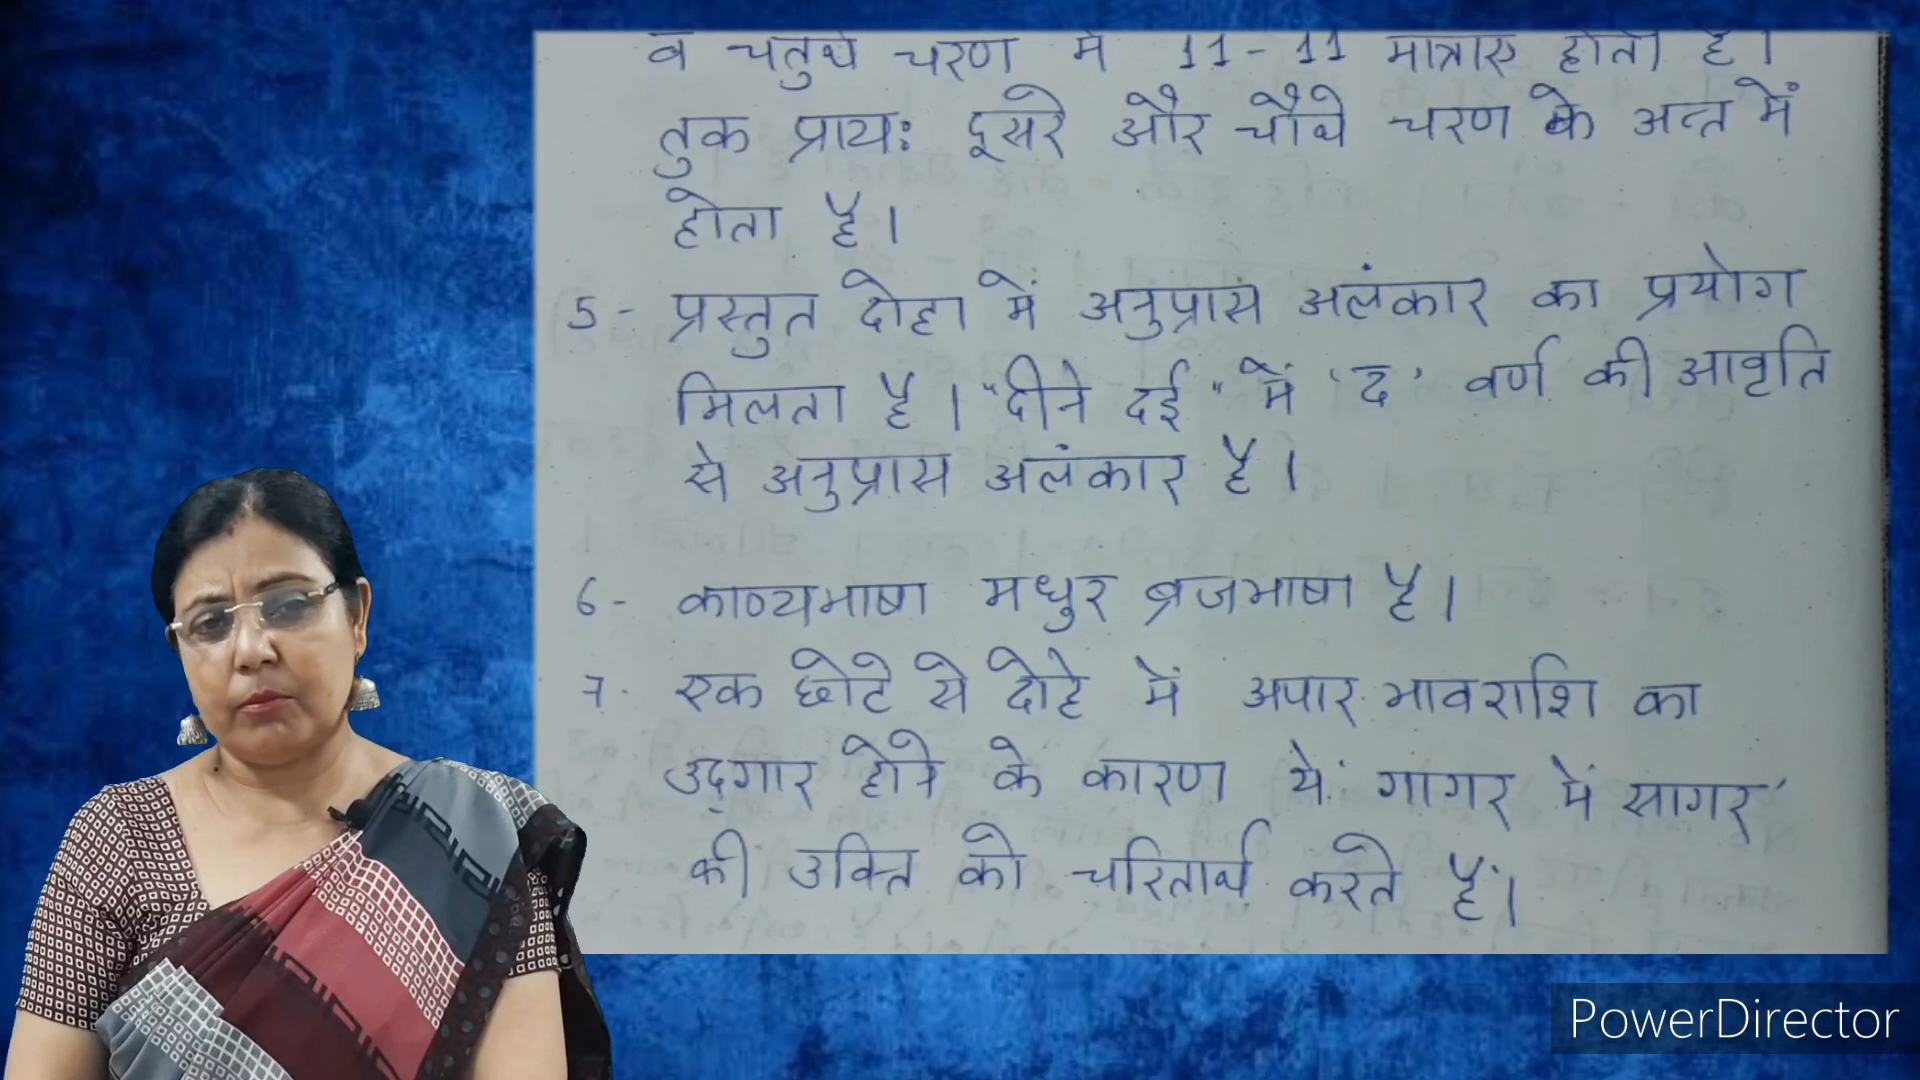 व चतुर्थ चरण में 11-11 मात्राएं होती हैं।
तुक प्रायः दूसरे और चौथे चरण के अन्त में
होता है।
5- प्रस्तुत दोहा में अनुप्रास अलंकार का प्रयोग
मिलता है। "दीने दई" में 'द' वर्ण की आवृति
से अनुप्रास अलंकार है।
6- काव्यभाषा मधुर ब्रजभाषा है।
7. एक छोटे से दोहे में अपार भावराशि का
उद्गार होने के कारण ये 'गागर में सागर'
की उक्ति को चरितार्थ करते हैं।
PowerDirector